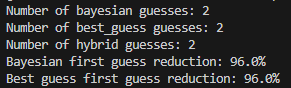 Number of bayesian guesses: 2
Number of best_guess guesses: 2
Number of hybrid guesses: 2
Bayesian first guess reduction: 96.0%
Best guess first guess reduction: 96.0%